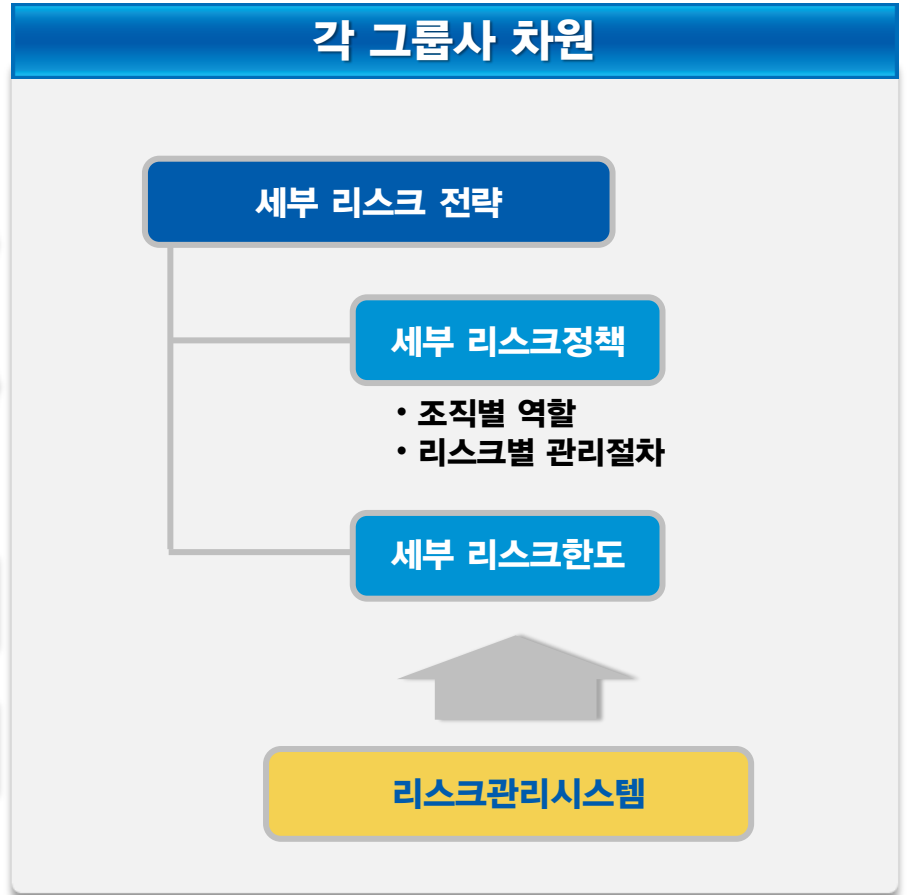 각 그룹사 차원
세부 리스크 전략
세부 리스크정책
• 조직별 역할
• 리스크별 관리절차
세부 리스크한도
리스크관리시스템